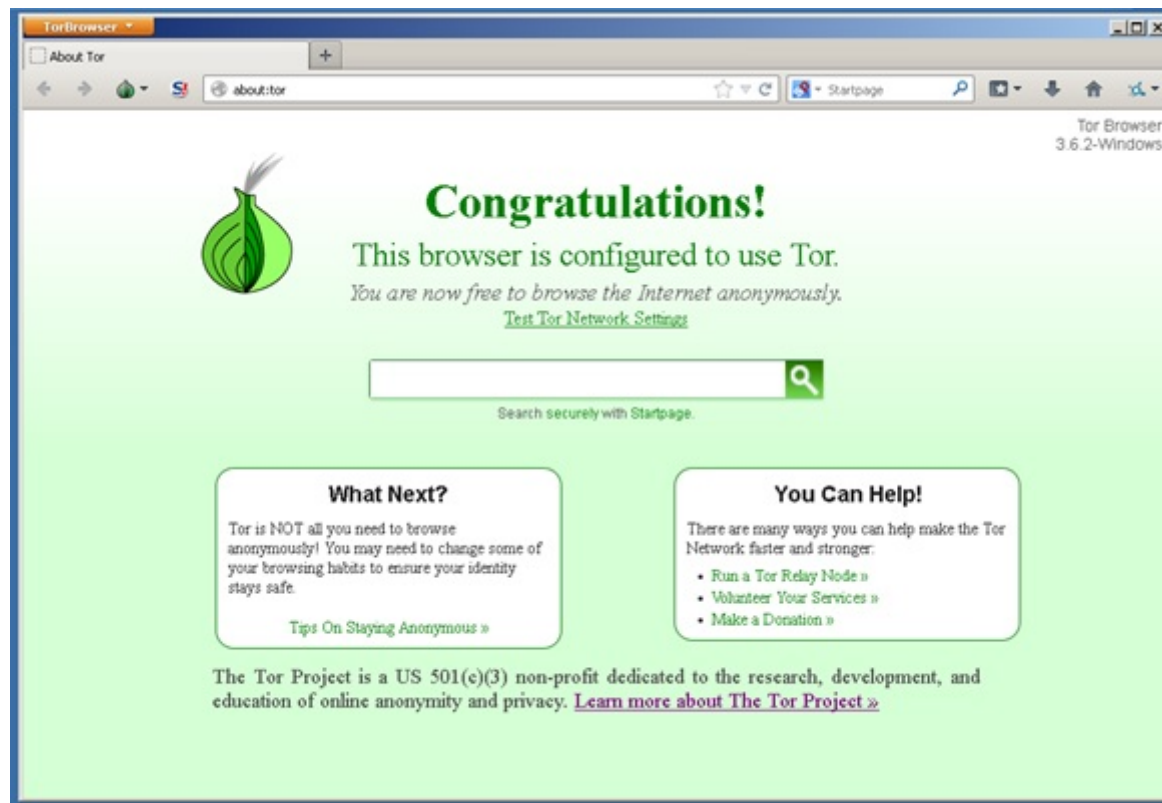 TorBrowser
About Tor
about:tor
Startpage
Tor Browser
3.6.2-Windows
Congratulations!
This browser is configured to use Tor.
You are now free to browse the Internet anonymously.
Test Tor Network Settings
Search securely with Startpage.
What Next?
Tor is NOT all you need to browse
anonymously! You may need to change some of
your browsing habits to ensure your identity
stays safe.
Tips On Staying Anonymous »
You Can Help!
There are many ways you can help make the Tor
Network faster and stronger:
• Run a Tor Relay Node »
• Volunteer Your Services »
• Make a Donation »
The Tor Project is a US 501(c)(3) non-profit dedicated to the research, development, and
education of online anonymity and privacy. Learn more about The Tor Project »